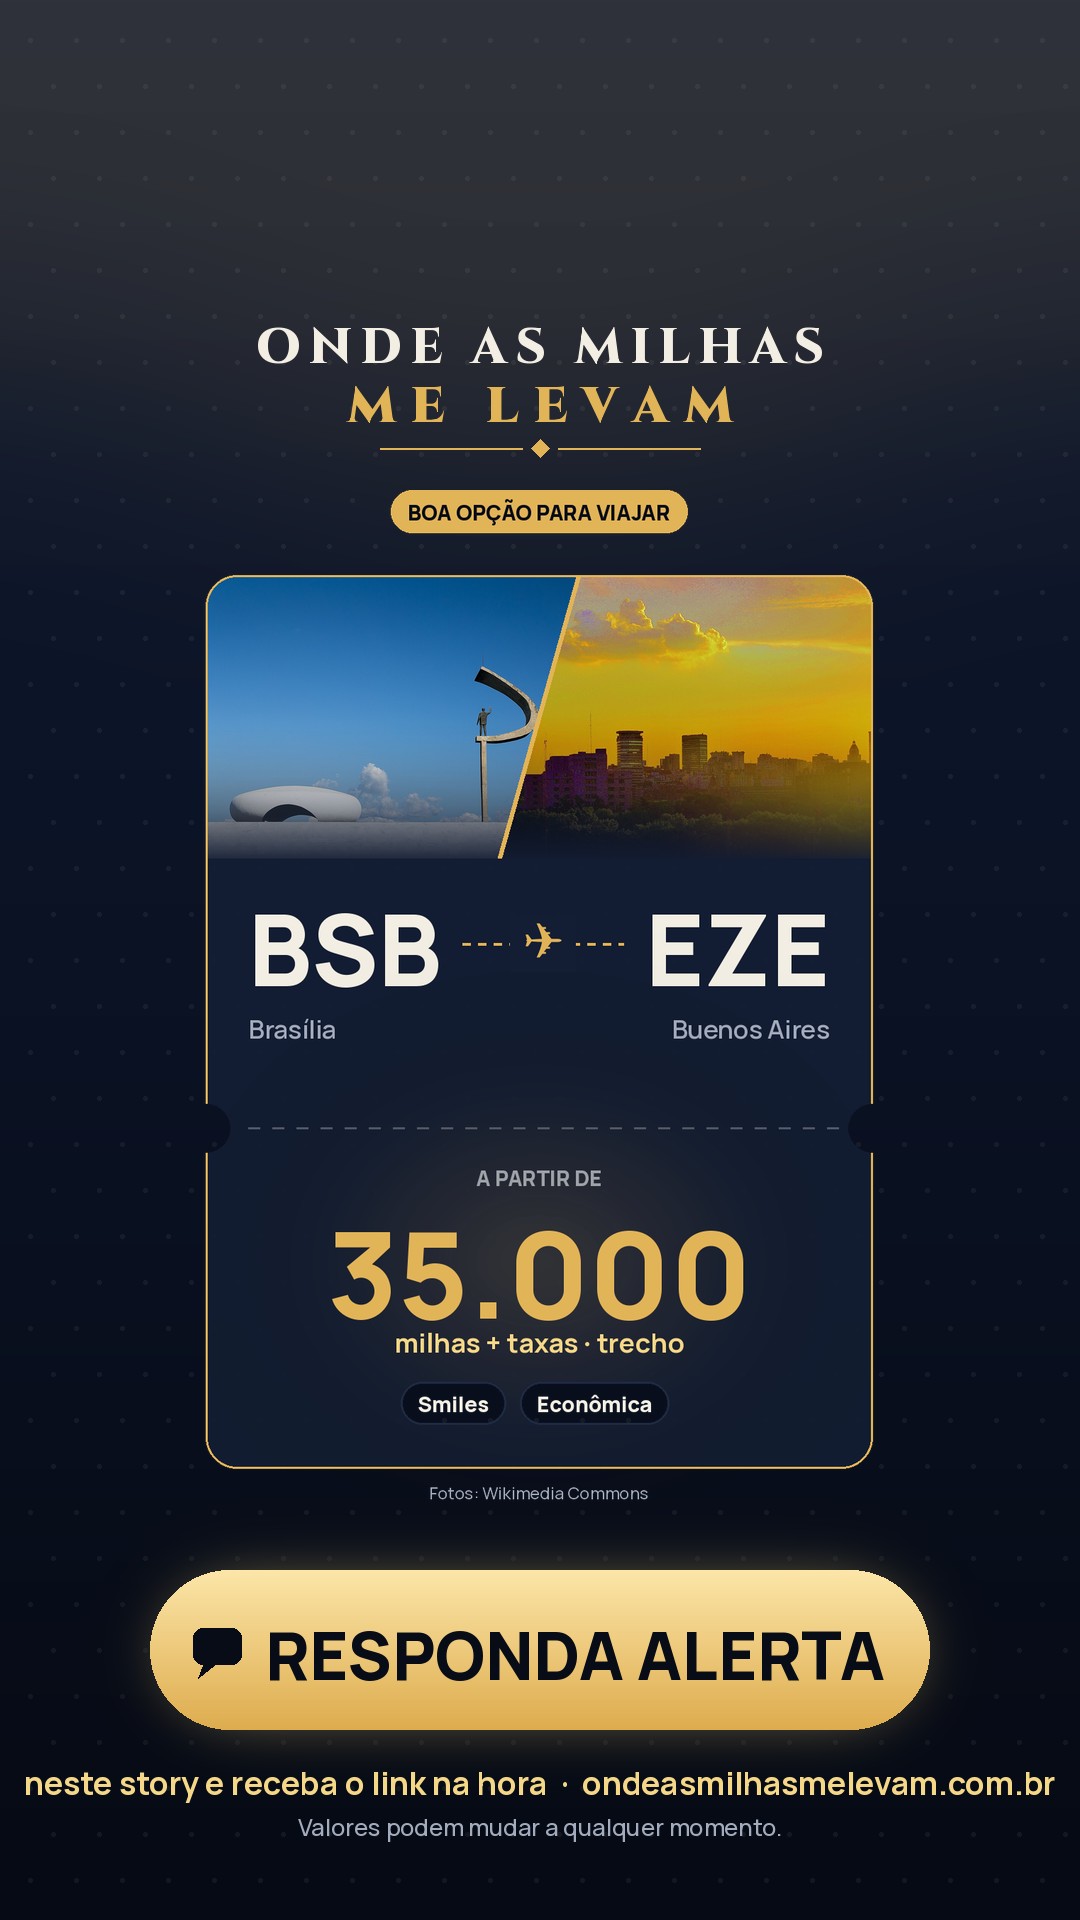 ONDE AS MILHAS
ME LEVAM
BOA OPÇÃO PARA VIAJAR
BSB ✈ EZE
Brasília Buenos Aires
A PARTIR DE
35.000
milhas + taxas · trecho
Smiles Econômica
Fotos: Wikimedia Commons
RESPONDA ALERTA
neste story e receba o link na hora · ondeasmilhasmelevam.com.br
Valores podem mudar a qualquer momento.